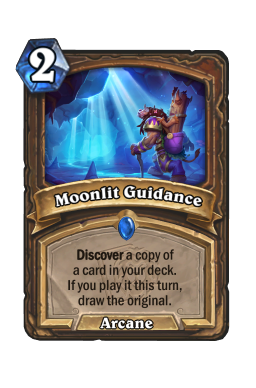 2
Moonlit Guidance
Discover a copy of
a card in your deck.
If you play it this turn,
draw the original.
Arcane